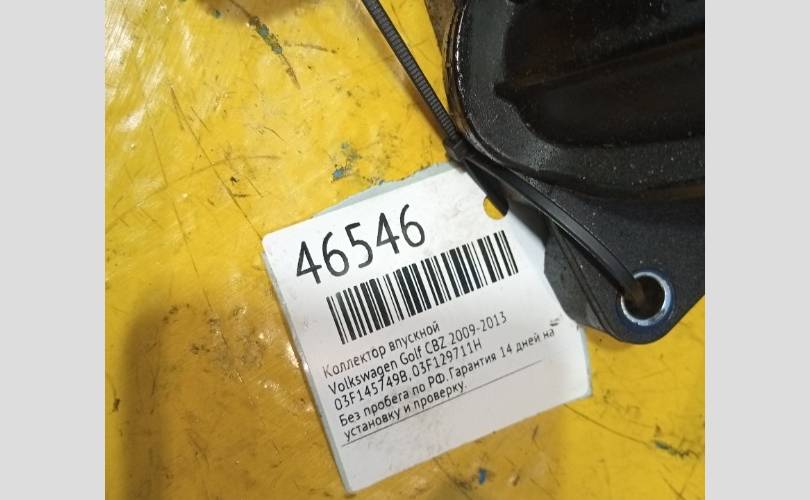 46546
Коллектор впускной
Volkswagen Golf CBZ 2009-2013
03F145749B, 03F129711H
Без пробега по РФ. Гарантия 14 дней на
установку и проверку.